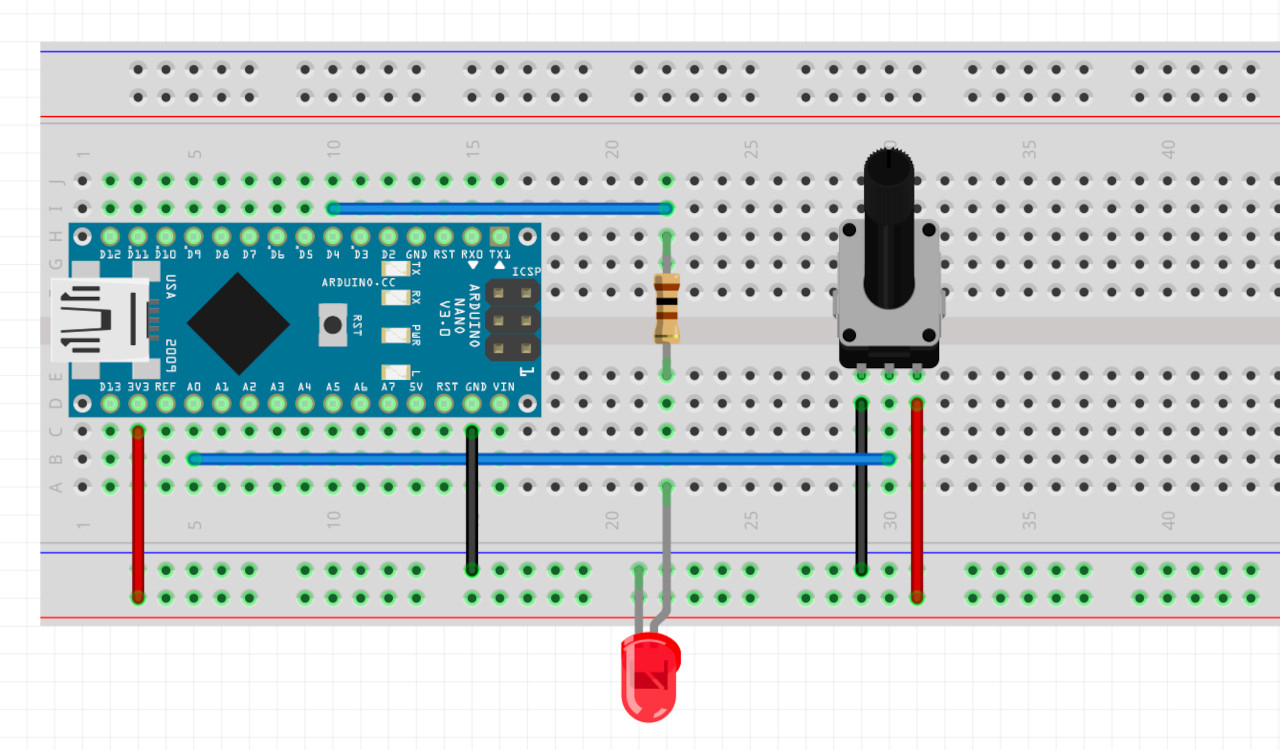 1 5 10 15 20 25 30 35 40
J
I
H
G
D12 D11 D10 D9 D8 D7 D6 D5 D4 D3 D2 GND RST RX0 TX1
TX
RX
PWR
L
USA
2009
ARDUINO.CC
RST
ARDUINO
NANO
V3.0
ICSP
1
D13 3V3 REF A0 A1 A2 A3 A4 A5 A6 A7 5V RST GND VIN
E
D
C
B
A
1 5 10 15 20 25 30 35 40